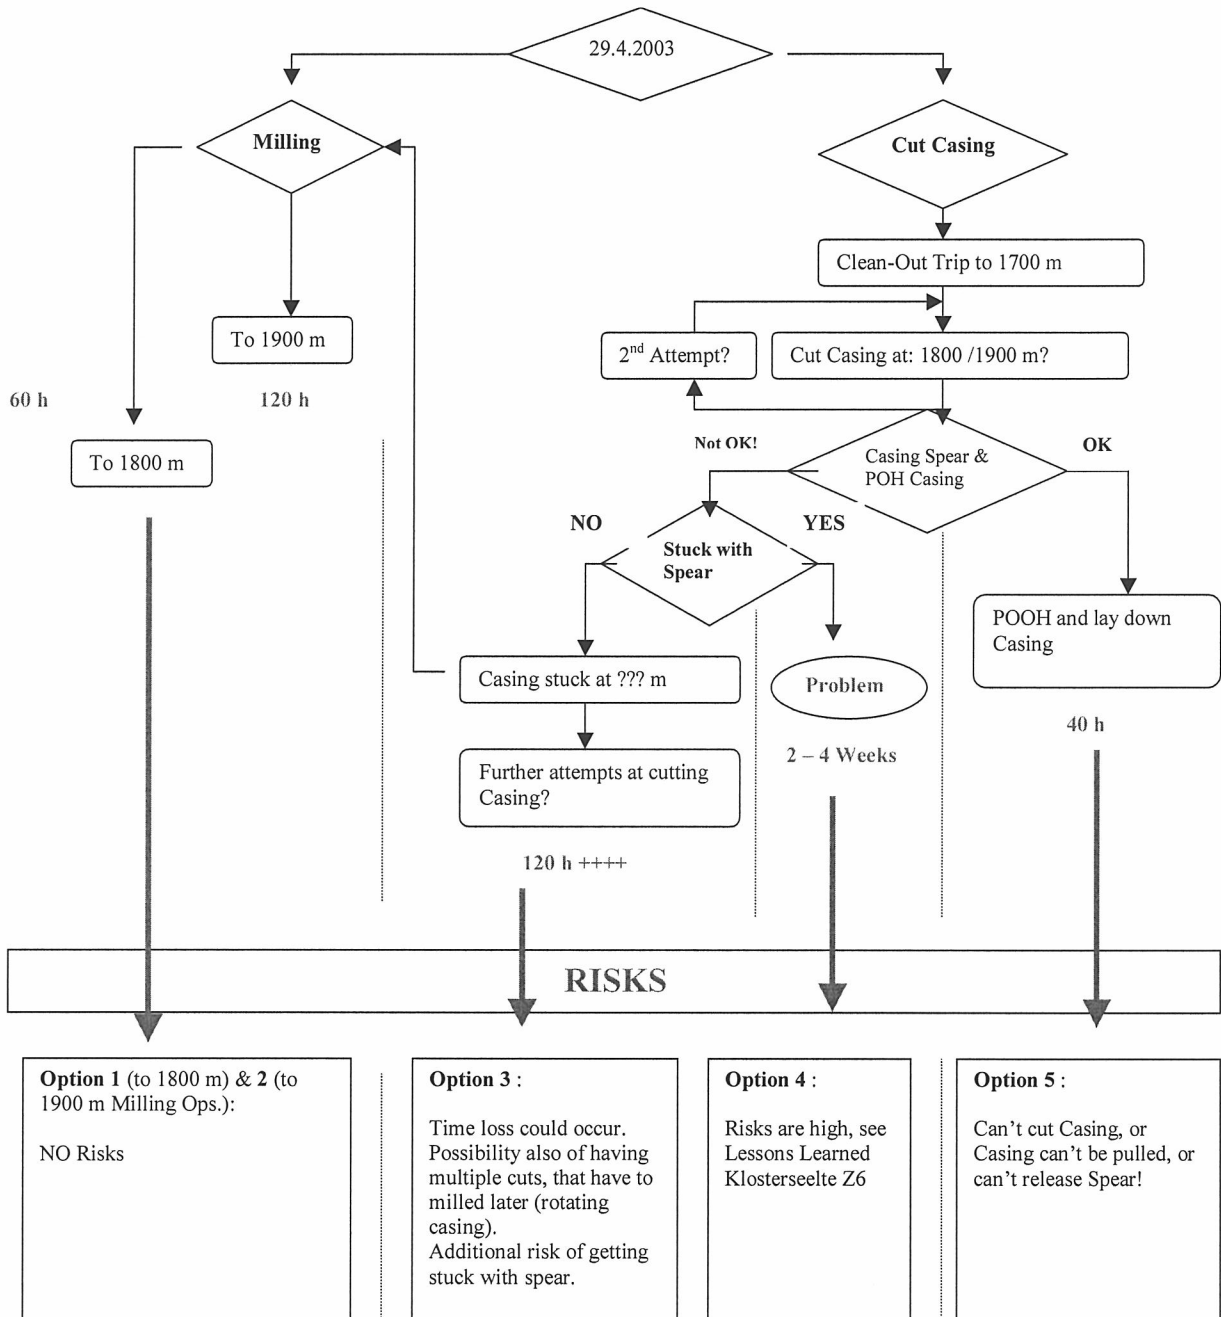 29.4.2003
Milling
Cut Casing
Clean-Out Trip to 1700 m
To 1900 m
2nd Attempt?
Cut Casing at: 1800 /1900 m?
60 h
120 h
Not OK!
OK
To 1800 m
Casing Spear &
POH Casing
NO
YES
Stuck with
Spear
POOH and lay down
Casing
Casing stuck at ??? m
Problem
40 h
2 – 4 Weeks
Further attempts at cutting
Casing?
120 h ++++
RISKS
Option 1 (to 1800 m) & 2 (to
1900 m Milling Ops.):
NO Risks
Option 3 :
Time loss could occur.
Possibility also of having
multiple cuts, that have to
milled later (rotating
casing).
Additional risk of getting
stuck with spear.
Option 4 :
Risks are high, see
Lessons Learned
Klosterseelte Z6
Option 5 :
Can't cut Casing, or
Casing can't be pulled, or
can't release Spear!